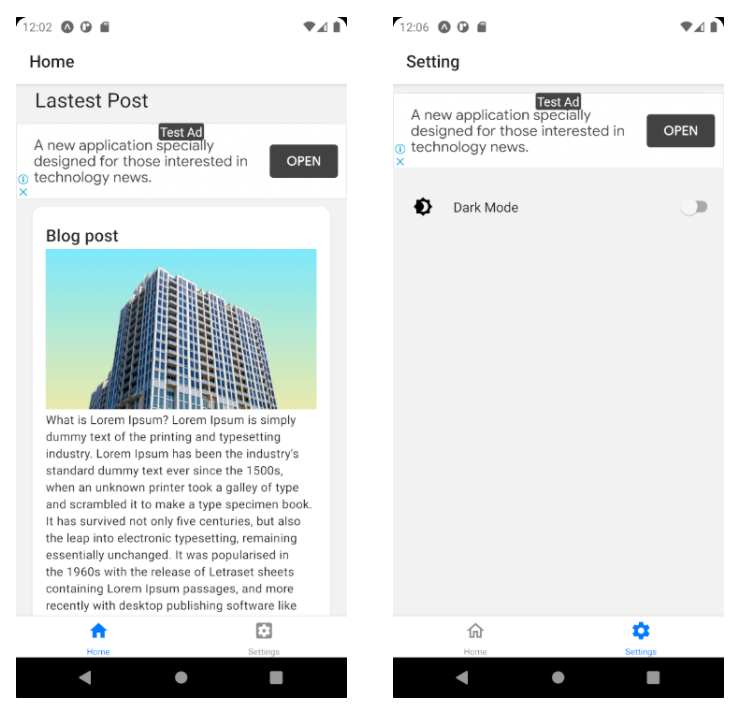 12:02
Home
Lastest Post
Test Ad
A new application specially
designed for those interested in
technology news.
OPEN
Blog post
What is Lorem Ipsum? Lorem Ipsum is simply
dummy text of the printing and typesetting
industry. Lorem Ipsum has been the industry's
standard dummy text ever since the 1500s,
when an unknown printer took a galley of type
and scrambled it to make a type specimen book.
It has survived not only five centuries, but also
the leap into electronic typesetting, remaining
essentially unchanged. It was popularised in
the 1960s with the release of Letraset sheets
containing Lorem Ipsum passages, and more
recently with desktop publishing software like
Home
Settings
12:06
Setting
Test Ad
A new application specially
designed for those interested in
technology news.
OPEN
Dark Mode
Home
Settings